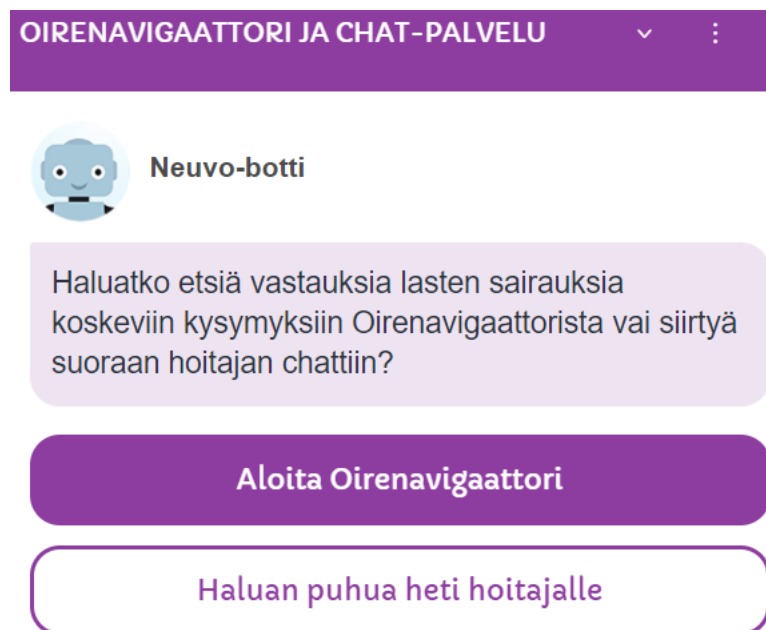 OIRENAVIGAATTORI JA CHAT-PALVELU
Neuvo-botti
Haluatko etsiä vastauksia lasten sairauksia
koskeviin kysymyksiin Oirenavigaattorista vai siirtyä
suoraan hoitajan chattiin?
Aloita Oirenavigaattori
Haluan puhua heti hoitajalle